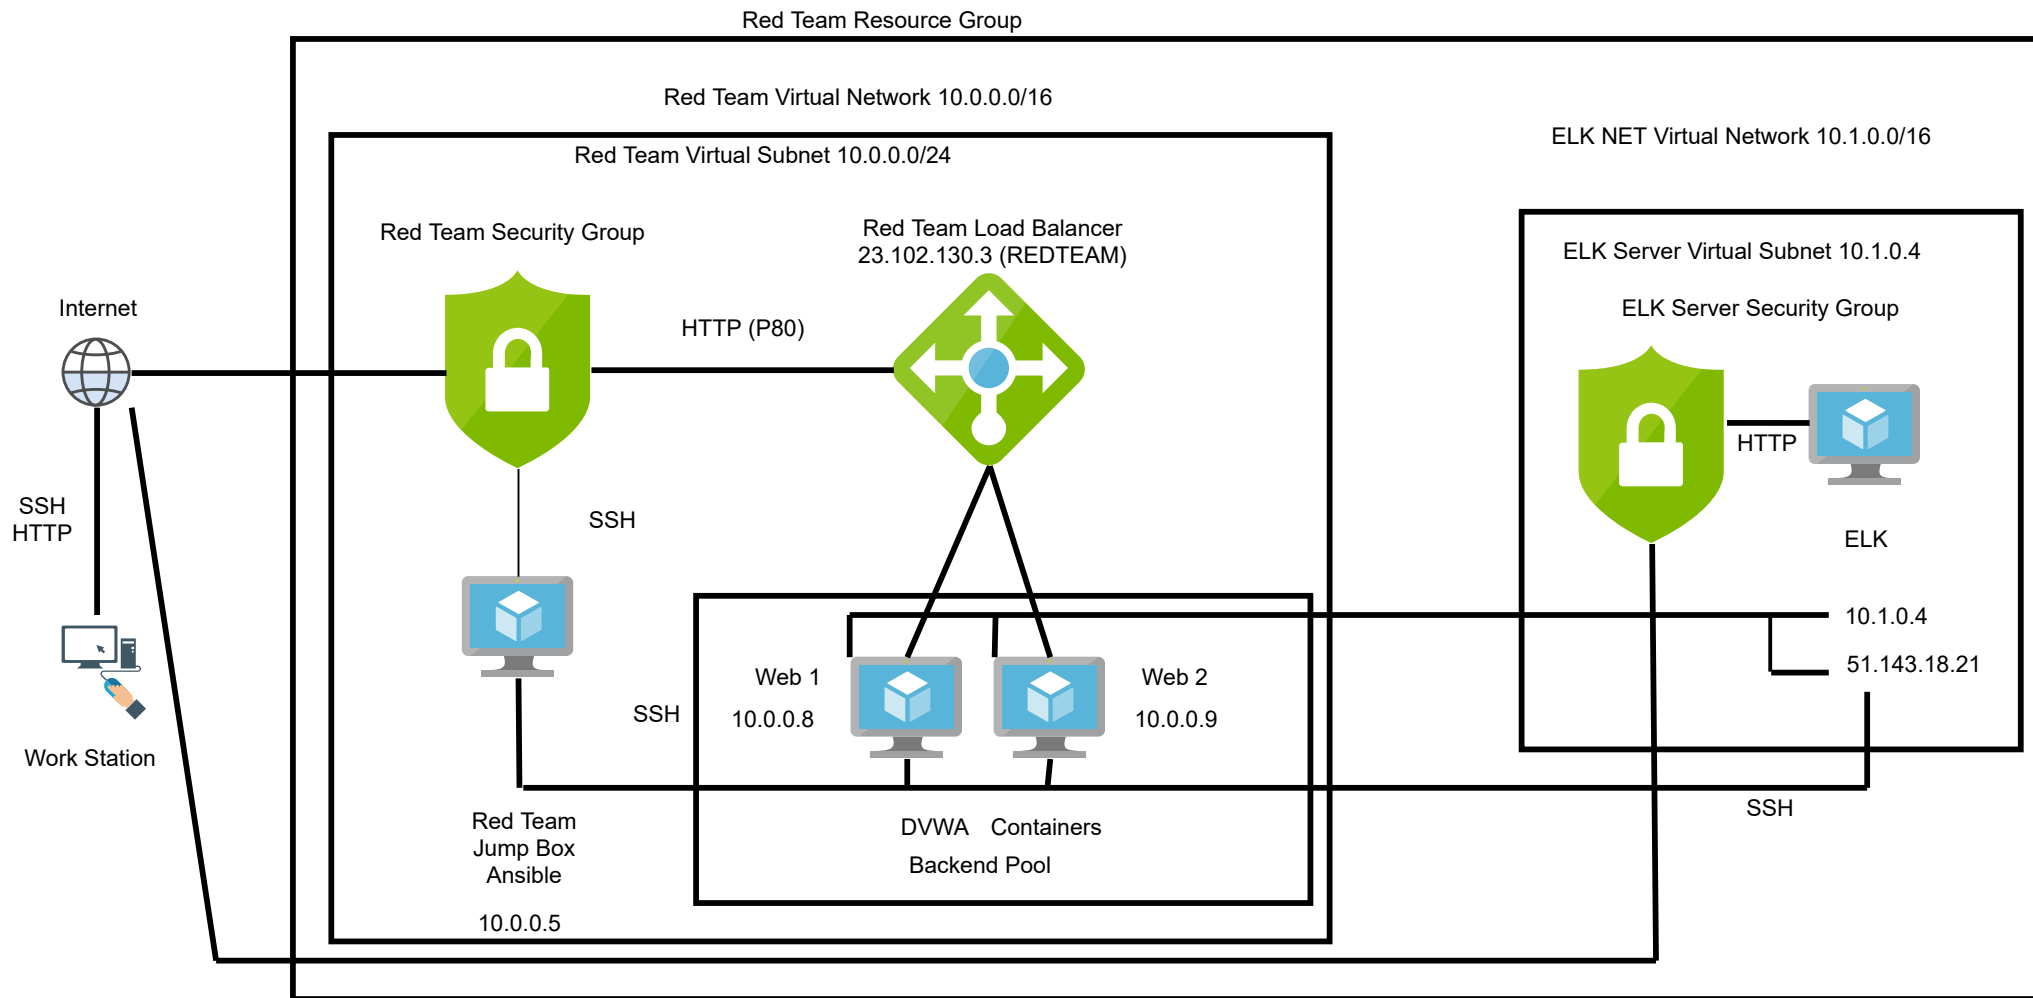 Red Team Resource Group
Red Team Virtual Network 10.0.0.0/16
ELK NET Virtual Network 10.1.0.0/16
Red Team Virtual Subnet 10.0.0.0/24
Red Team Security Group
Red Team Load Balancer
23.102.130.3 (REDTEAM)
ELK Server Virtual Subnet 10.1.0.4
ELK Server Security Group
Internet
HTTP (P80)
HTTP
SSH
HTTP
SSH
ELK
10.1.0.4
51.143.18.21
Web 1
10.0.0.8
Web 2
10.0.0.9
SSH
Work Station
SSH
Red Team
Jump Box
Ansible
10.0.0.5
DVWA Containers
Backend Pool